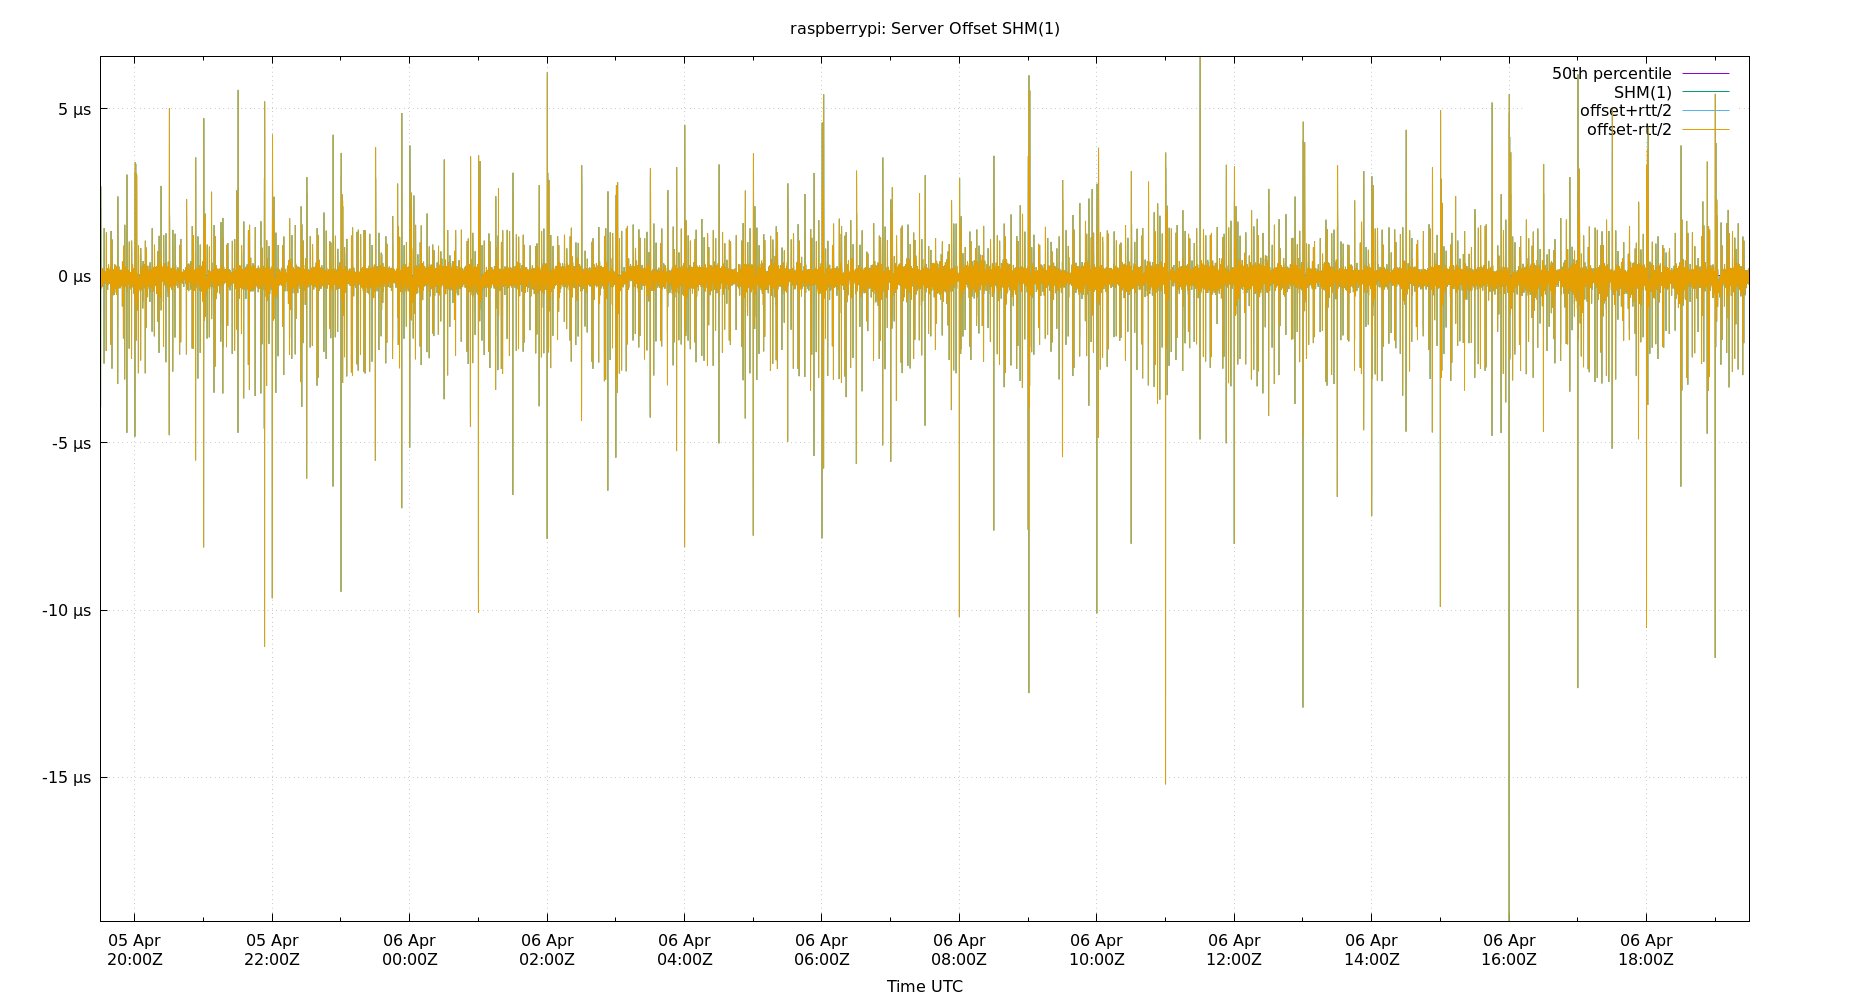 raspberrypi: Server Offset SHM(1)
50th percentile
SHM(1)
offset+rtt/2
offset-rtt/2
5 µs
0 µs
-5 µs
-10 µs
-15 µs
05 Apr 05 Apr 06 Apr 06 Apr 06 Apr 06 Apr 06 Apr 06 Apr 06 Apr 06 Apr 06 Apr 06 Apr
20:00Z 22:00Z 00:00Z 02:00Z 04:00Z 06:00Z 08:00Z 10:00Z 12:00Z 14:00Z 16:00Z 18:00Z
Time UTC